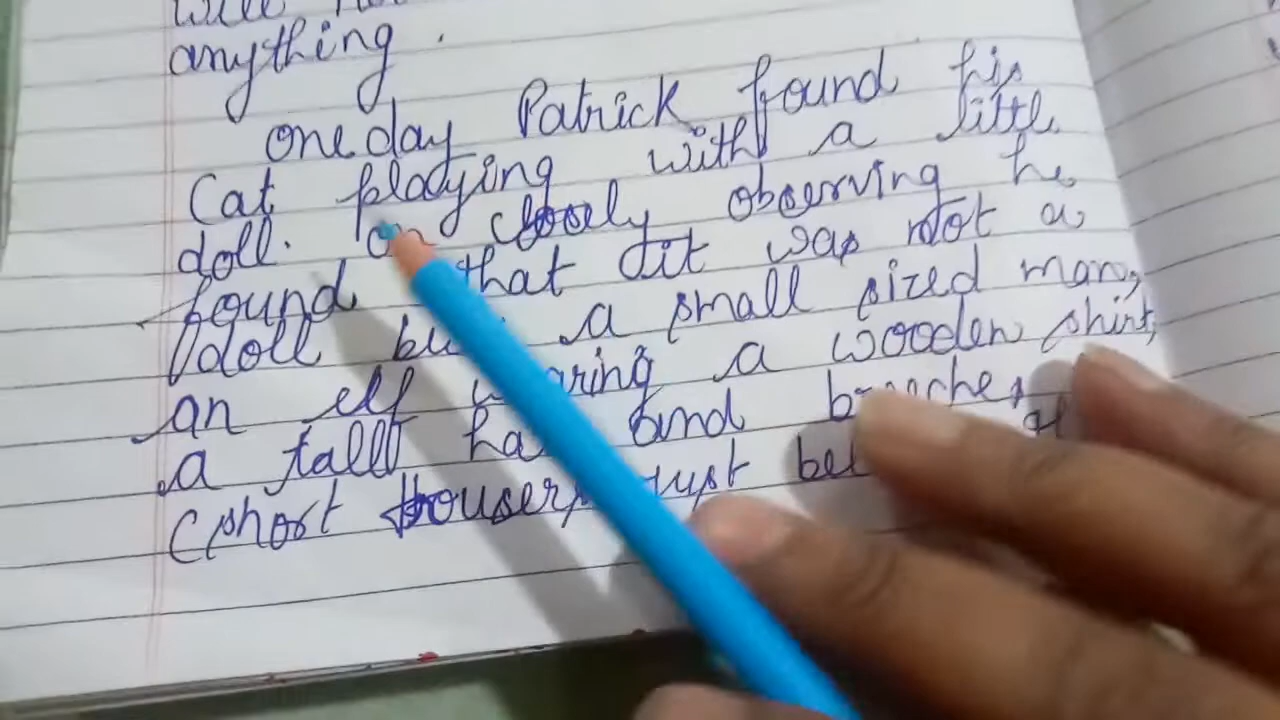 anything.
one day Patrick found his
Cat playing with a little
doll. on closely observing he
found that it was not a
doll but a small sized man,
an elf wearing a wooden shirt,
a tall hat and breeches
(short trousers just